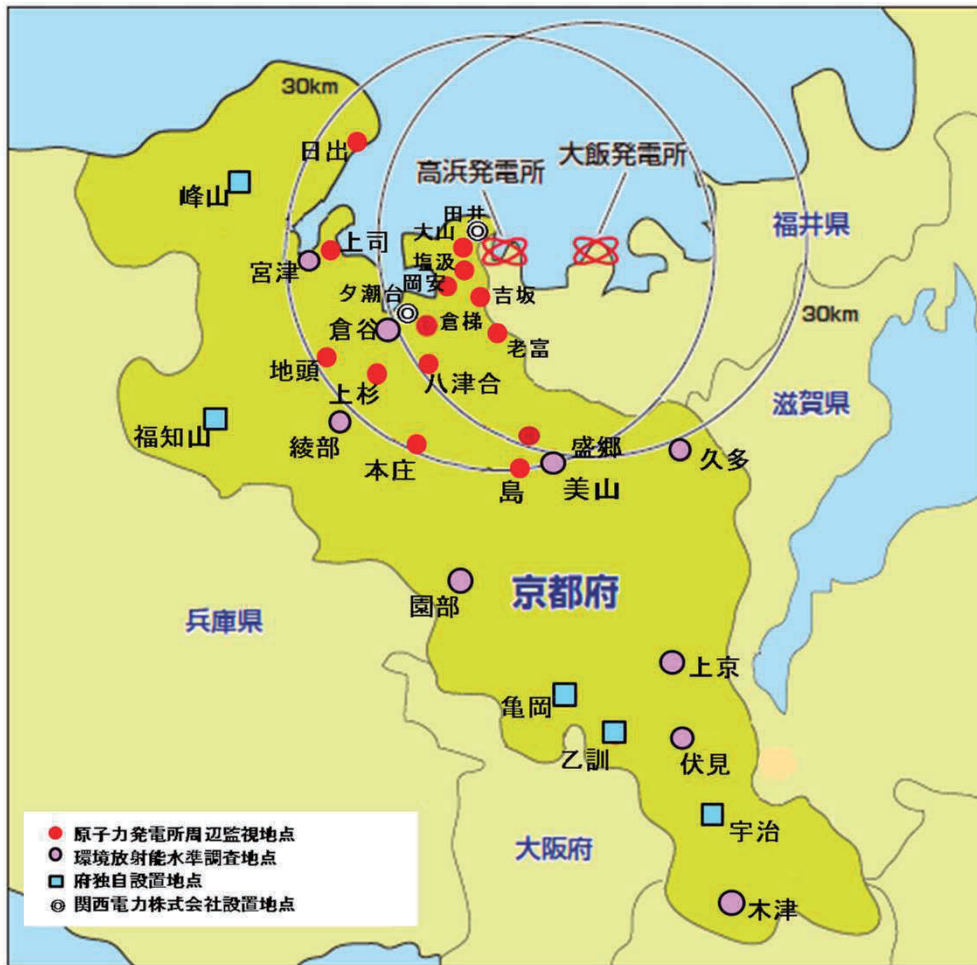 30km
日出
高浜発電所
大飯発電所
峰山
田井
大山
上司
福井県
宮津
塩汲
岡安
夕潮台
吉坂
倉梯
30km
倉谷
老富
地頭
上杉
八津合
滋賀県
福知山
綾部
本庄
盛郷
久多
島
美山
園部
京都府
兵庫県
上京
亀岡
乙訓
伏見
宇治
大阪府
木津
原子力発電所周辺監視地点
環境放射能水準調査地点
府独自設置地点
関西電力株式会社設置地点